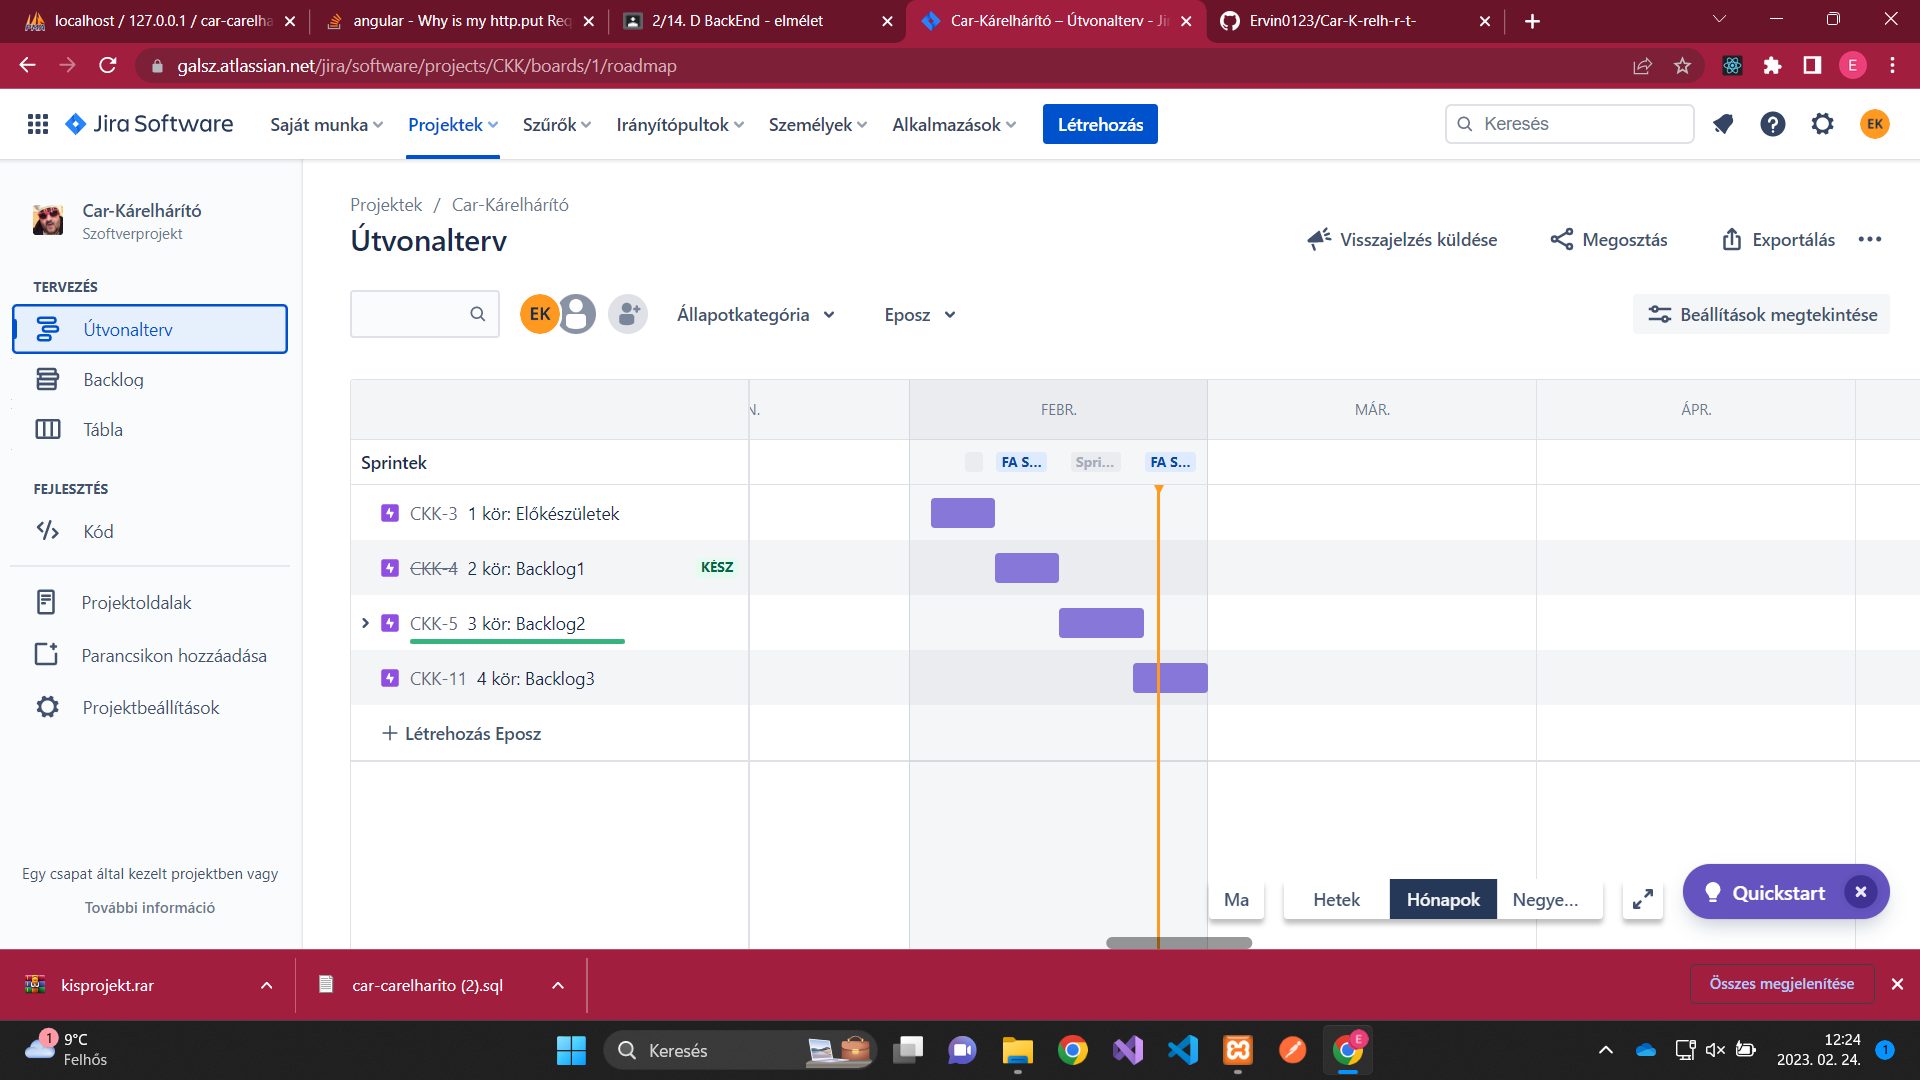 localhost / 127.0.0.1 / car-carelha
angular - Why is my http.put Req
2/14. D BackEnd - elmélet
Car-Kárelhárító – Útvonalterv - Jir
Ervin0123/Car-K-relh-r-t-
galsz.atlassian.net/jira/software/projects/CKK/boards/1/roadmap
E
Jira Software
Saját munka
Projektek
Szűrők
Irányítópultok
Személyek
Alkalmazások
Létrehozás
Keresés
EK
Car-Kárelhárító
Szoftverprojekt
TERVEZÉS
Útvonalterv
Backlog
Tábla
FEJLESZTÉS
Kód
Projektoldalak
Parancsikon hozzáadása
Projektbeállítások
Egy csapat által kezelt projektben vagy
További információ
Projektek / Car-Kárelhárító
Útvonalterv
Visszajelzés küldése
Megosztás
Exportálás
EK
Állapotkategória
Eposz
Beállítások megtekintése
N.
FEBR.
MÁR.
ÁPR.
Sprintek
FA S...
Spri...
FA S...
CKK-3 1 kör: Előkészületek
CKK-4 2 kör: Backlog1 KÉSZ
CKK-5 3 kör: Backlog2
CKK-11 4 kör: Backlog3
+ Létrehozás Eposz
Ma
Hetek
Hónapok
Negye...
Quickstart
kisprojekt.rar
car-carelharito (2).sql
Összes megjelenítése
1
9°C
Felhős
Keresés
E
12:24
2023. 02. 24.
1